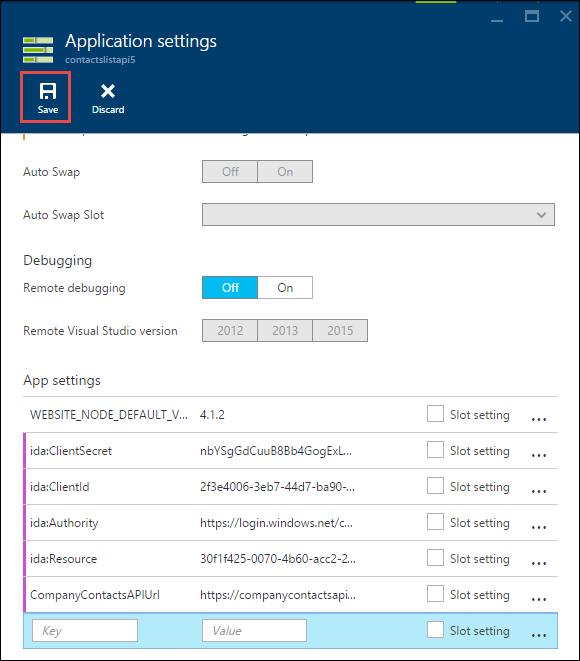 Application settings
contactslistapi5
Save Discard
Auto Swap Off On
Auto Swap Slot
Debugging
Remote debugging Off On
Remote Visual Studio version 2012 2013 2015
App settings
WEBSITE_NODE_DEFAULT_V... 4.1.2 Slot setting ...
ida:ClientSecret nbYSgGdCuuB8Bb4GogExL... Slot setting ...
ida:ClientId 2f3e4006-3eb7-44d7-ba90-... Slot setting ...
ida:Authority https://login.windows.net/c... Slot setting ...
ida:Resource 30f1f425-0070-4b60-acc2-2... Slot setting ...
CompanyContactsAPIUrl https://companycontactsapi... Slot setting ...
Key Value Slot setting ...